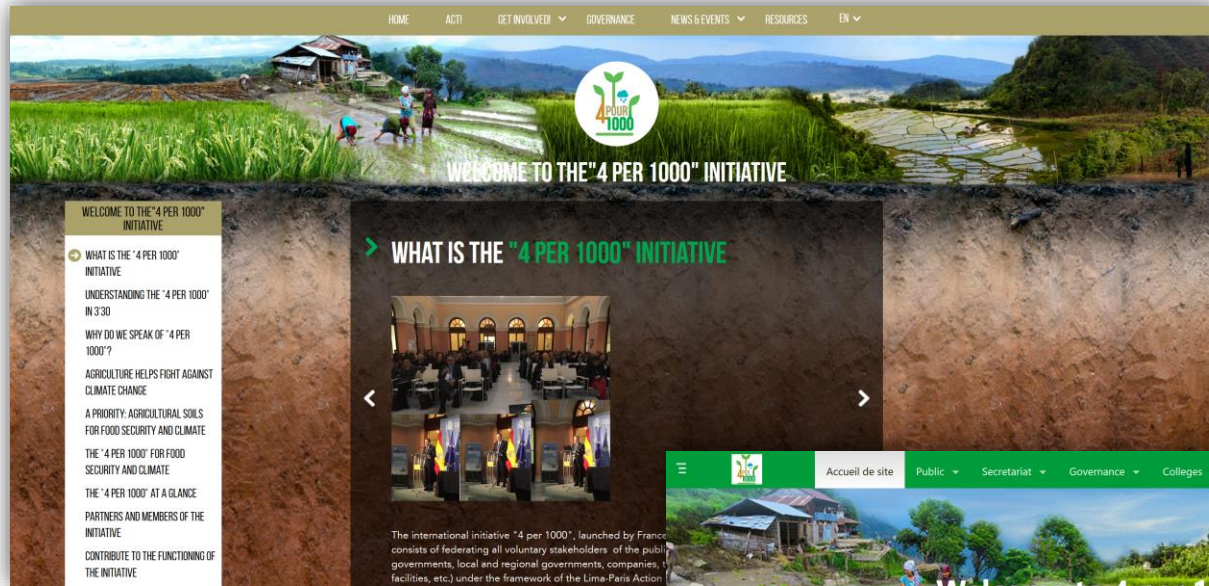 HOME ACT! GET INVOLVED! GOVERNANCE NEWS & EVENTS RESOURCES EN
4 POUR
1000
WELCOME TO THE"4 PER 1000" INITIATIVE
WELCOME TO THE"4 PER 1000"
INITIATIVE
WHAT IS THE "4 PER 1000"
INITIATIVE
UNDERSTANDING THE "4 PER 1000"
IN 3'30
WHY DO WE SPEAK OF "4 PER
1000"?
AGRICULTURE HELPS FIGHT AGAINST
CLIMATE CHANGE
A PRIORITY: AGRICULTURAL SOILS
FOR FOOD SECURITY AND CLIMATE
THE "4 PER 1000" FOR FOOD
SECURITY AND CLIMATE
THE "4 PER 1000" AT A GLANCE
PARTNERS AND MEMBERS OF THE
INITIATIVE
CONTRIBUTE TO THE FUNCTIONING OF
THE INITIATIVE
WHAT IS THE "4 PER 1000" INITIATIVE
The international initiative "4 per 1000", launched by France
consists of federating all voluntary stakeholders of the publi
governments, local and regional governments, companies, t
facilities, etc.) under the framework of the Lima-Paris Action
Accueil de site Public Secretariat Governance Colleges